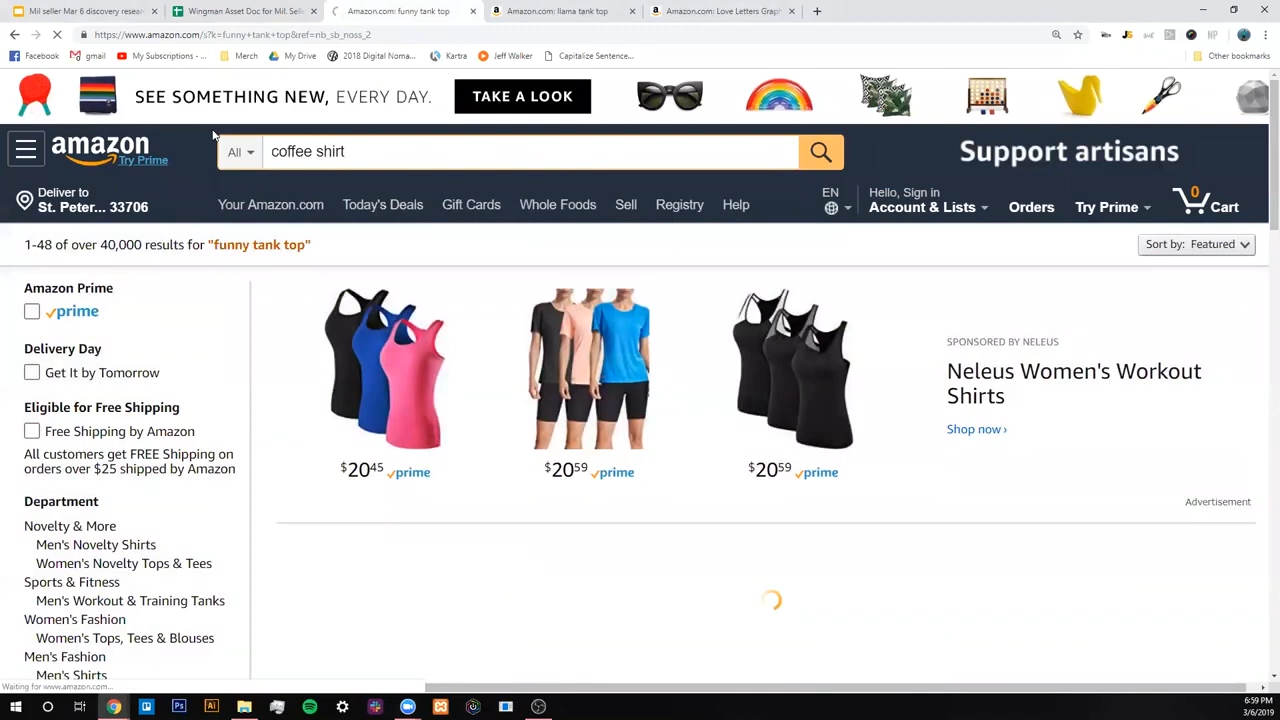 Mil seller Mar 6 discovery resea
Wingman Asset Doc for Mil. Selle
Amazon.com: funny tank top
Amazon.com: llama tank top
Amazon.com: Love Letters Graph
https://www.amazon.com/s?k=funny+tank+top&ref=nb_sb_noss_2
Facebook
gmail
My Subscriptions - ...
Merch
My Drive
2018 Digital Noma...
Kartra
Jeff Walker
Capitalize Sentence...
Other bookmarks
SEE SOMETHING NEW, EVERY DAY.
TAKE A LOOK
amazon
Try Prime
All
coffee shirt
Support artisans
Deliver to
St. Peter... 33706
Your Amazon.com
Today's Deals
Gift Cards
Whole Foods
Sell
Registry
Help
EN
Hello, Sign in
Account & Lists
Orders
Try Prime
0
Cart
1-48 of over 40,000 results for "funny tank top"
Sort by: Featured
Amazon Prime
prime
Delivery Day
Get It by Tomorrow
Eligible for Free Shipping
Free Shipping by Amazon
All customers get FREE Shipping on
orders over $25 shipped by Amazon
Department
Novelty & More
Men's Novelty Shirts
Women's Novelty Tops & Tees
Sports & Fitness
Men's Workout & Training Tanks
Women's Fashion
Women's Tops, Tees & Blouses
Men's Fashion
Men's Shirts
$20 45 prime
$20 59 prime
$20 59 prime
SPONSORED BY NELEUS
Neleus Women's Workout
Shirts
Shop now ›
Advertisement
Waiting for www.amazon.com...
6:59 PM
3/6/2019